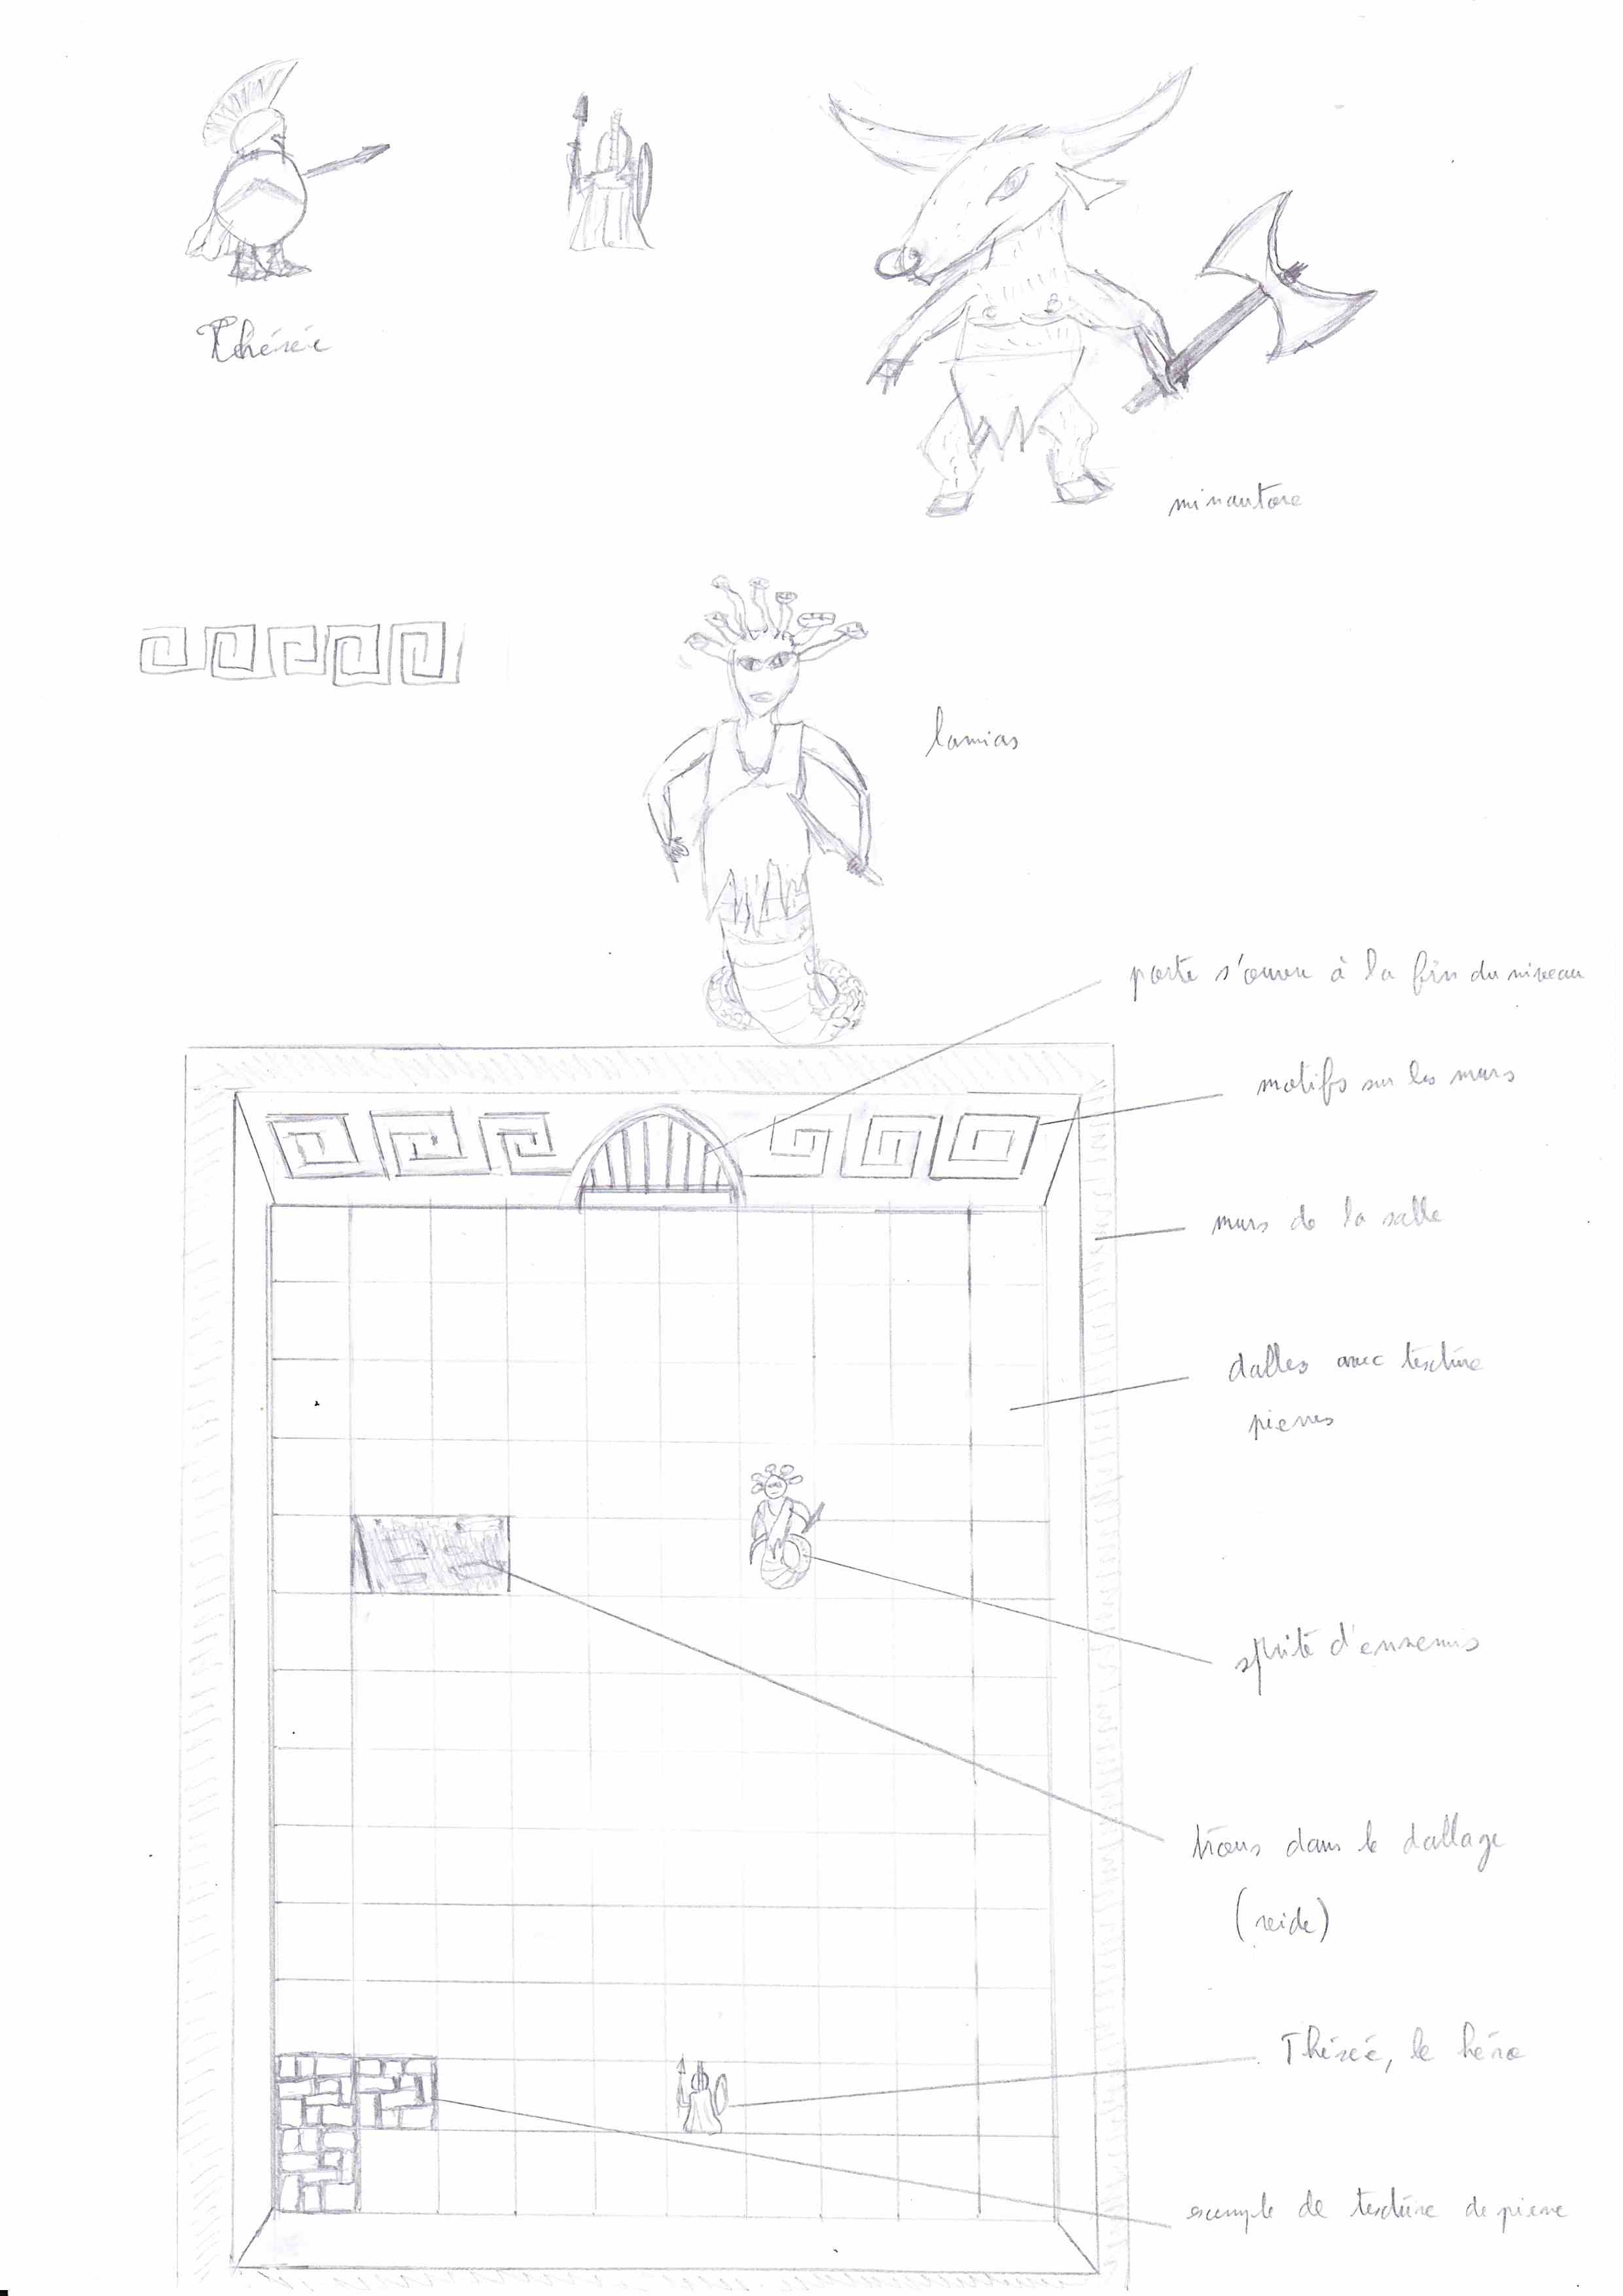 Thésée
minautore
lamias
porte s'ouvre à la fin du niveau
motifs sur les murs
murs de la salle
dalles avec texture
pierres
sprite d'ennemis
trous dans le dallage
(vide)
Thésée, le héro
exemple de texture de pierre